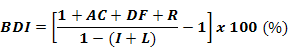 BDI = [ (1 + AC + DF + R) / (1 − (I + L)) − 1 ] x 100 (%)